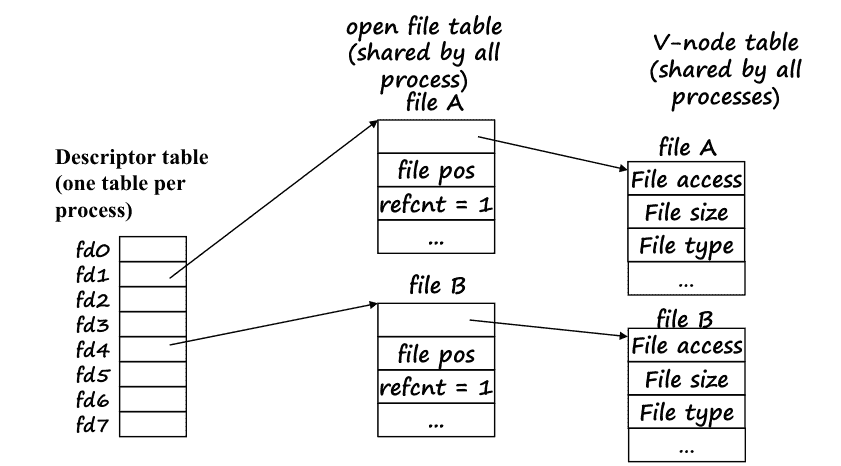 open file table
(shared by all
process)
file A
V-node table
(shared by all
processes)
Descriptor table
(one table per
process)
fd0
fd1
fd2
fd3
fd4
fd5
fd6
fd7
file pos
refcnt = 1
...
file B
file pos
refcnt = 1
...
file A
File access
File size
File type
...
file B
File access
File size
File type
...